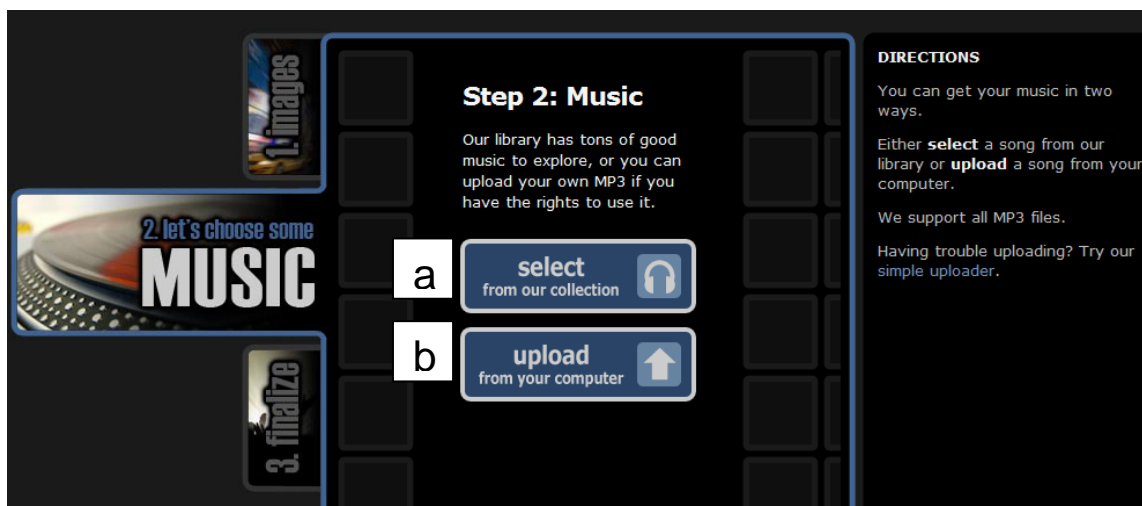 1. images
2. let's choose some
MUSIC
3. finalize
Step 2: Music
Our library has tons of good
music to explore, or you can
upload your own MP3 if you
have the rights to use it.
a
select
from our collection
b
upload
from your computer
DIRECTIONS
You can get your music in two
ways.
Either select a song from our
library or upload a song from your
computer.
We support all MP3 files.
Having trouble uploading? Try our
simple uploader.